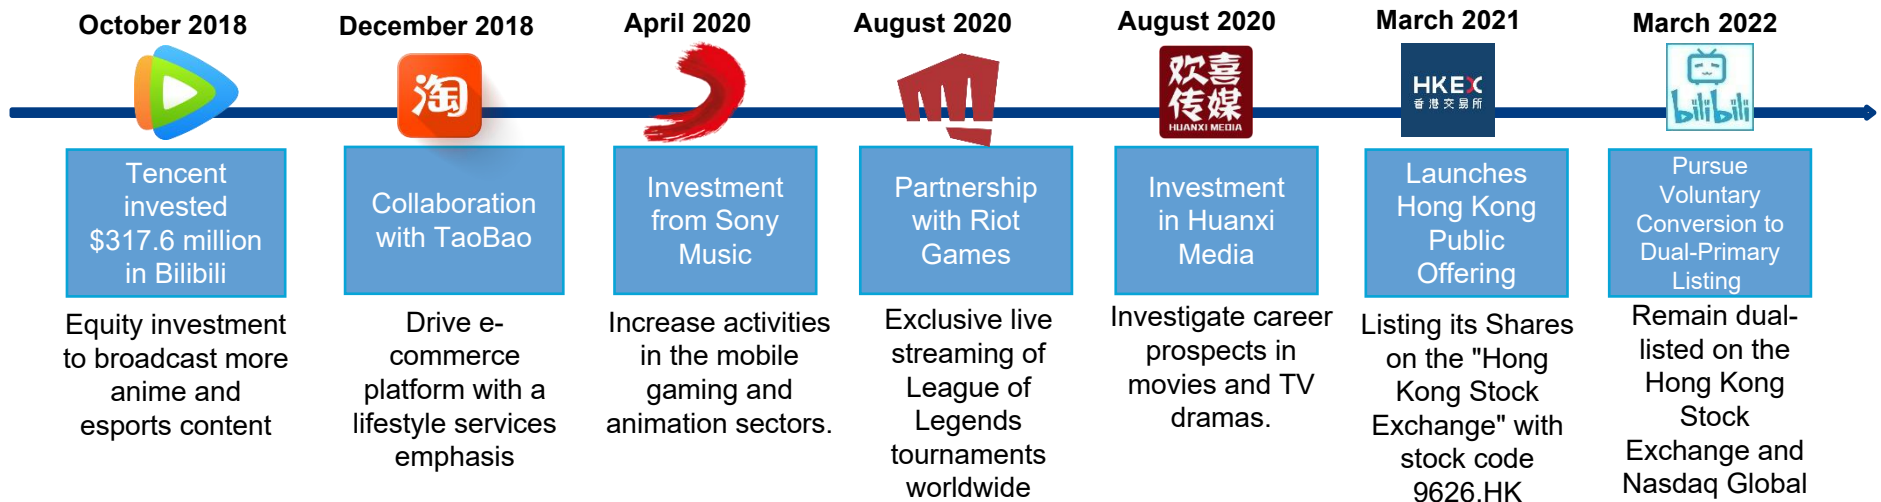 October 2018
Tencent
invested
$317.6 million
in Bilibili
Equity investment
to broadcast more
anime and
esports content
December 2018
淘
Collaboration
with TaoBao
Drive e-
commerce
platform with a
lifestyle services
emphasis
April 2020
Investment
from Sony
Music
Increase activities
in the mobile
gaming and
animation sectors.
August 2020
Partnership
with Riot
Games
Exclusive live
streaming of
League of
Legends
tournaments
worldwide
August 2020
欢喜
传媒
HUANXI MEDIA
Investment
in Huanxi
Media
Investigate career
prospects in
movies and TV
dramas.
March 2021
HKEX
香港交易所
Launches
Hong Kong
Public
Offering
Listing its Shares
on the "Hong
Kong Stock
Exchange" with
stock code
9626.HK
March 2022
bilibili
Pursue
Voluntary
Conversion to
Dual-Primary
Listing
Remain dual-
listed on the
Hong Kong
Stock
Exchange and
Nasdaq Global